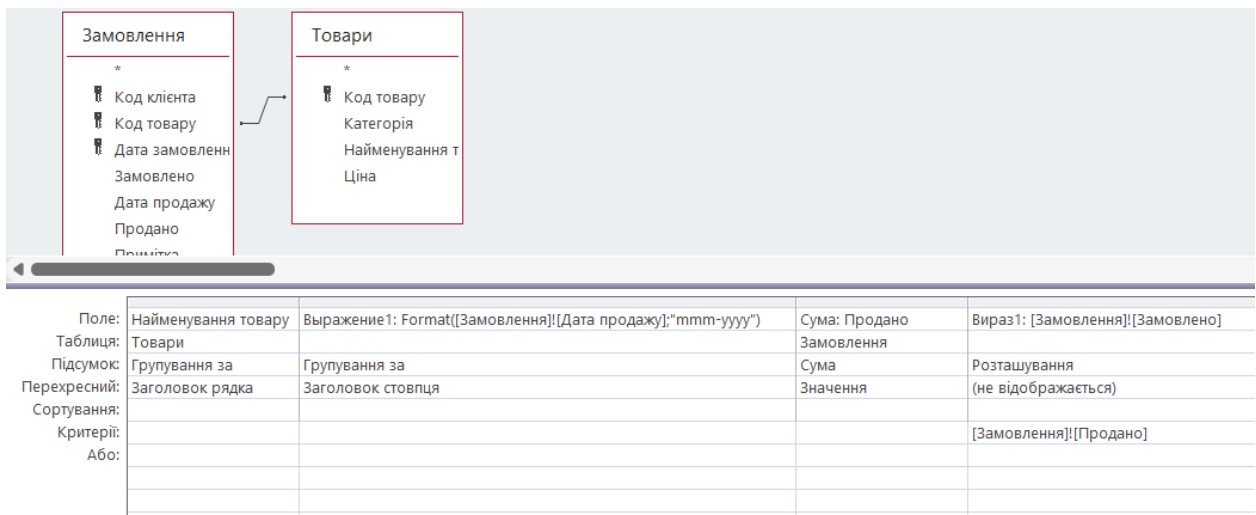 Замовлення
*
Код клієнта
Код товару
Дата замовленн
Замовлено
Дата продажу
Продано
Примітка
Товари
*
Код товару
Категорія
Найменування т
Ціна
Поле: Найменування товару Выражение1: Format([Замовлення]![Дата продажу];"mmm-yyyy") Сума: Продано Вираз1: [Замовлення]![Замовлено]
Таблиця: Товари Замовлення
Підсумок: Групування за Групування за Сума Розташування
Перехресний: Заголовок рядка Заголовок стовпця Значення (не відображається)
Сортування:
Критерії: [Замовлення]![Продано]
Або: